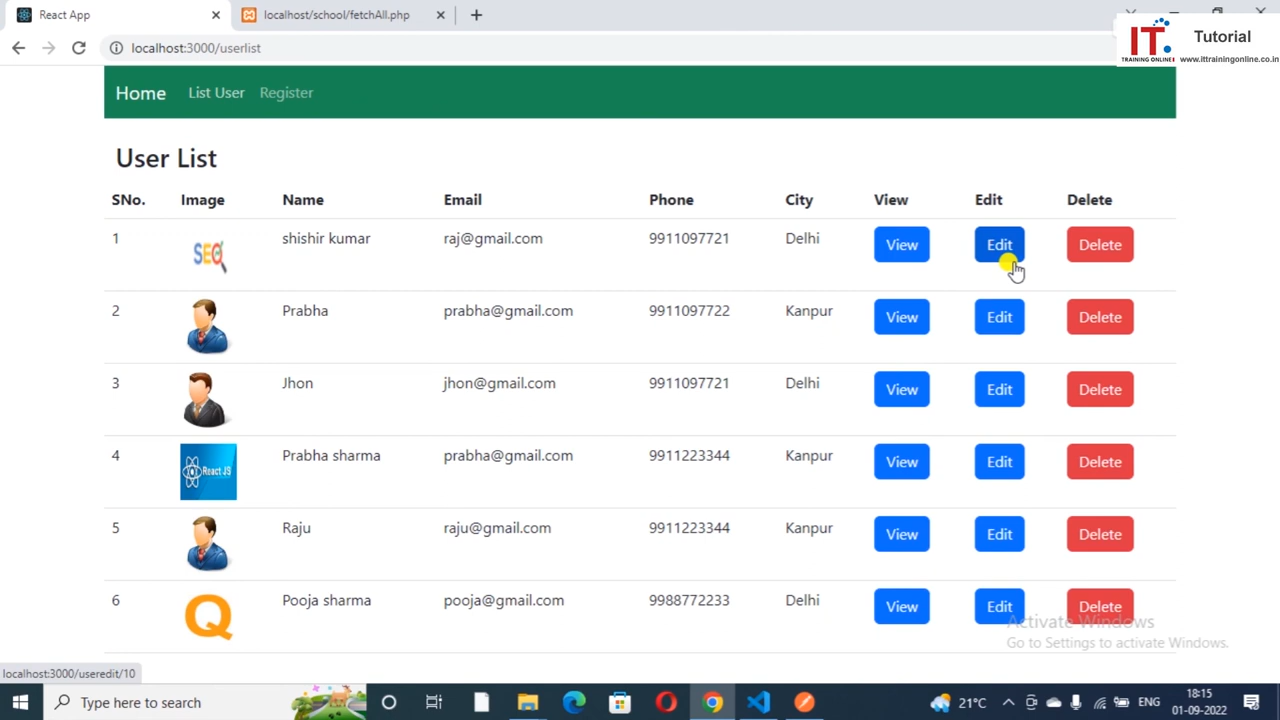 React App
localhost/school/fetchAll.php
localhost:3000/userlist
IT.
TRAINING ONLINE
Tutorial
www.ittrainingonline.co.in
Home List User Register
User List
SNo. Image Name Email Phone City View Edit Delete
1 SEO shishir kumar raj@gmail.com 9911097721 Delhi View Edit Delete
2 Prabha prabha@gmail.com 9911097722 Kanpur View Edit Delete
3 Jhon jhon@gmail.com 9911097721 Delhi View Edit Delete
4 React JS Prabha sharma prabha@gmail.com 9911223344 Kanpur View Edit Delete
5 Raju raju@gmail.com 9911223344 Kanpur View Edit Delete
6 Q Pooja sharma pooja@gmail.com 9988772233 Delhi View Edit Delete
Activate Windows
Go to Settings to activate Windows.
localhost:3000/useredit/10
Type here to search
21°C
ENG
18:15
01-09-2022